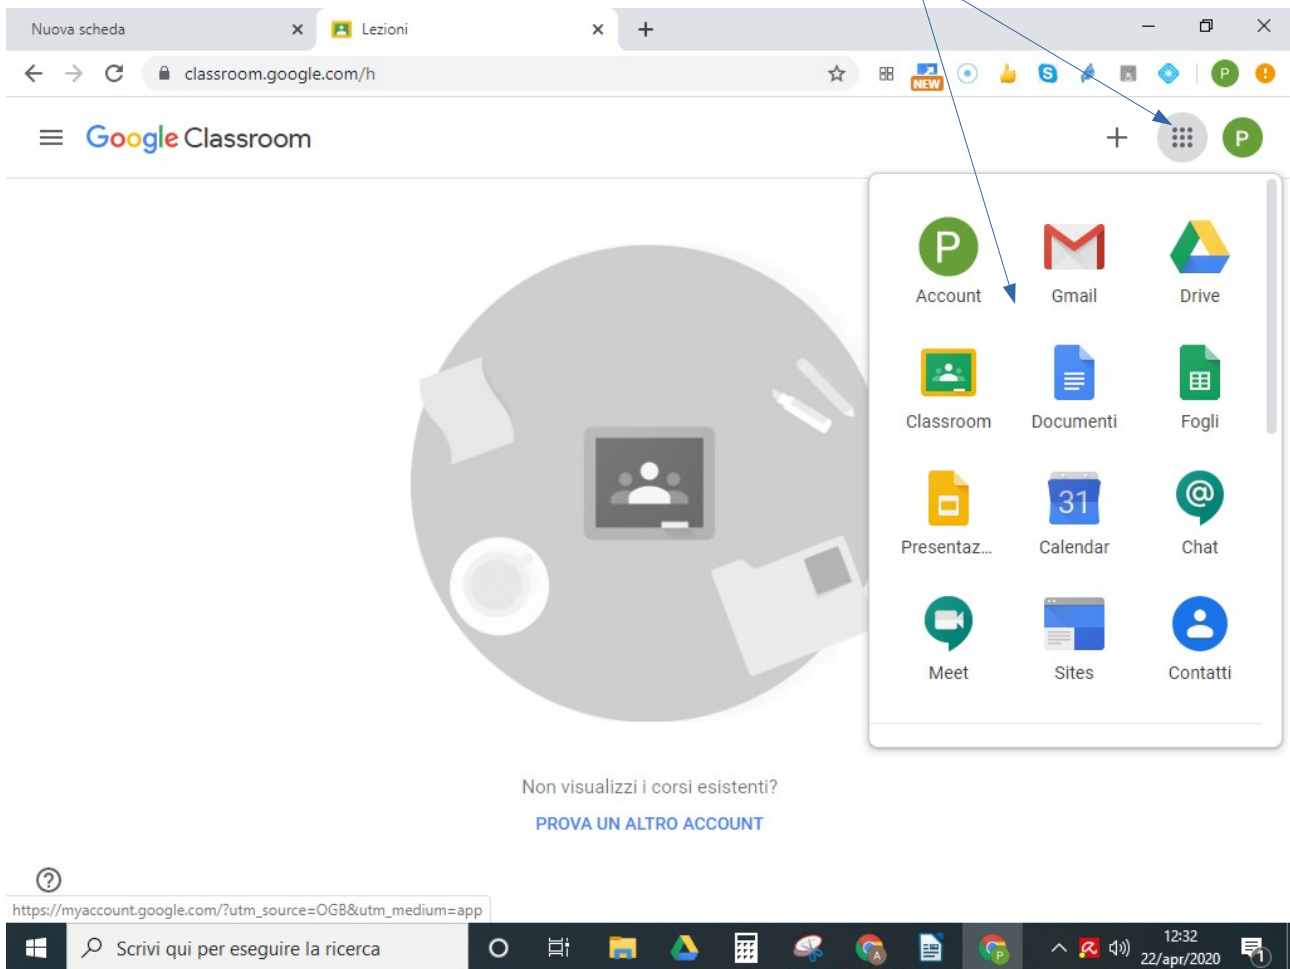 Nuova scheda
Lezioni
classroom.google.com/h
NEW
S
P
Google Classroom
P
P
Account
Gmail
Drive
Classroom
Documenti
Fogli
31
Presentaz...
Calendar
Chat
Meet
Sites
Contatti
Non visualizzi i corsi esistenti?
PROVA UN ALTRO ACCOUNT
https://myaccount.google.com/?utm_source=OGB&utm_medium=app
Scrivi qui per eseguire la ricerca
A
P
12:32
22/apr/2020
1